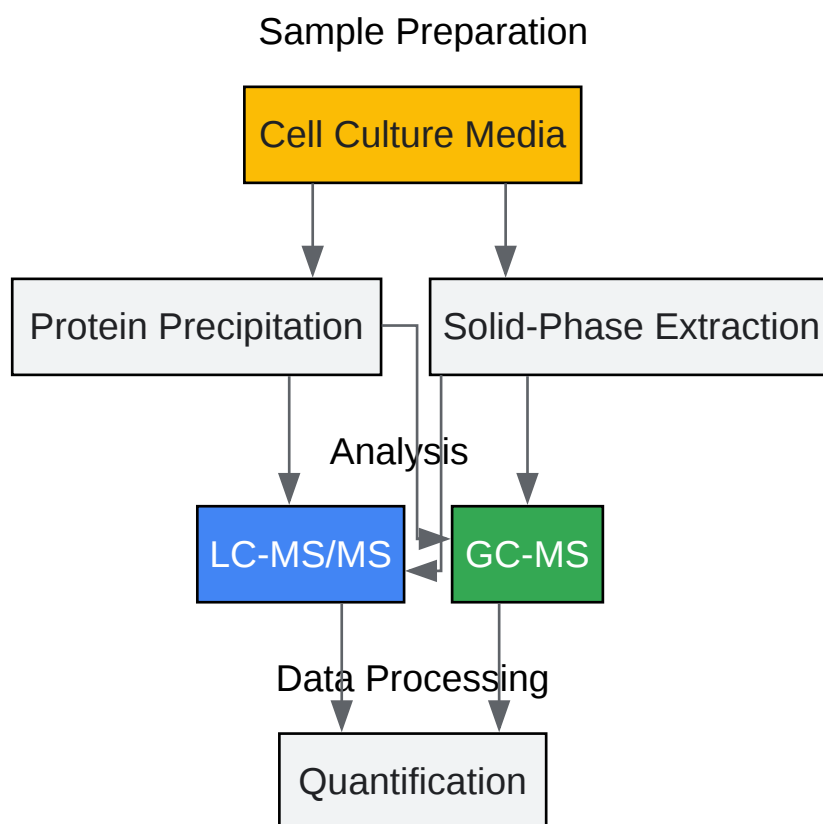 Sample Preparation
Cell Culture Media
Protein Precipitation
Solid-Phase Extraction
Analysis
LC-MS/MS
GC-MS
Data Processing
Quantification